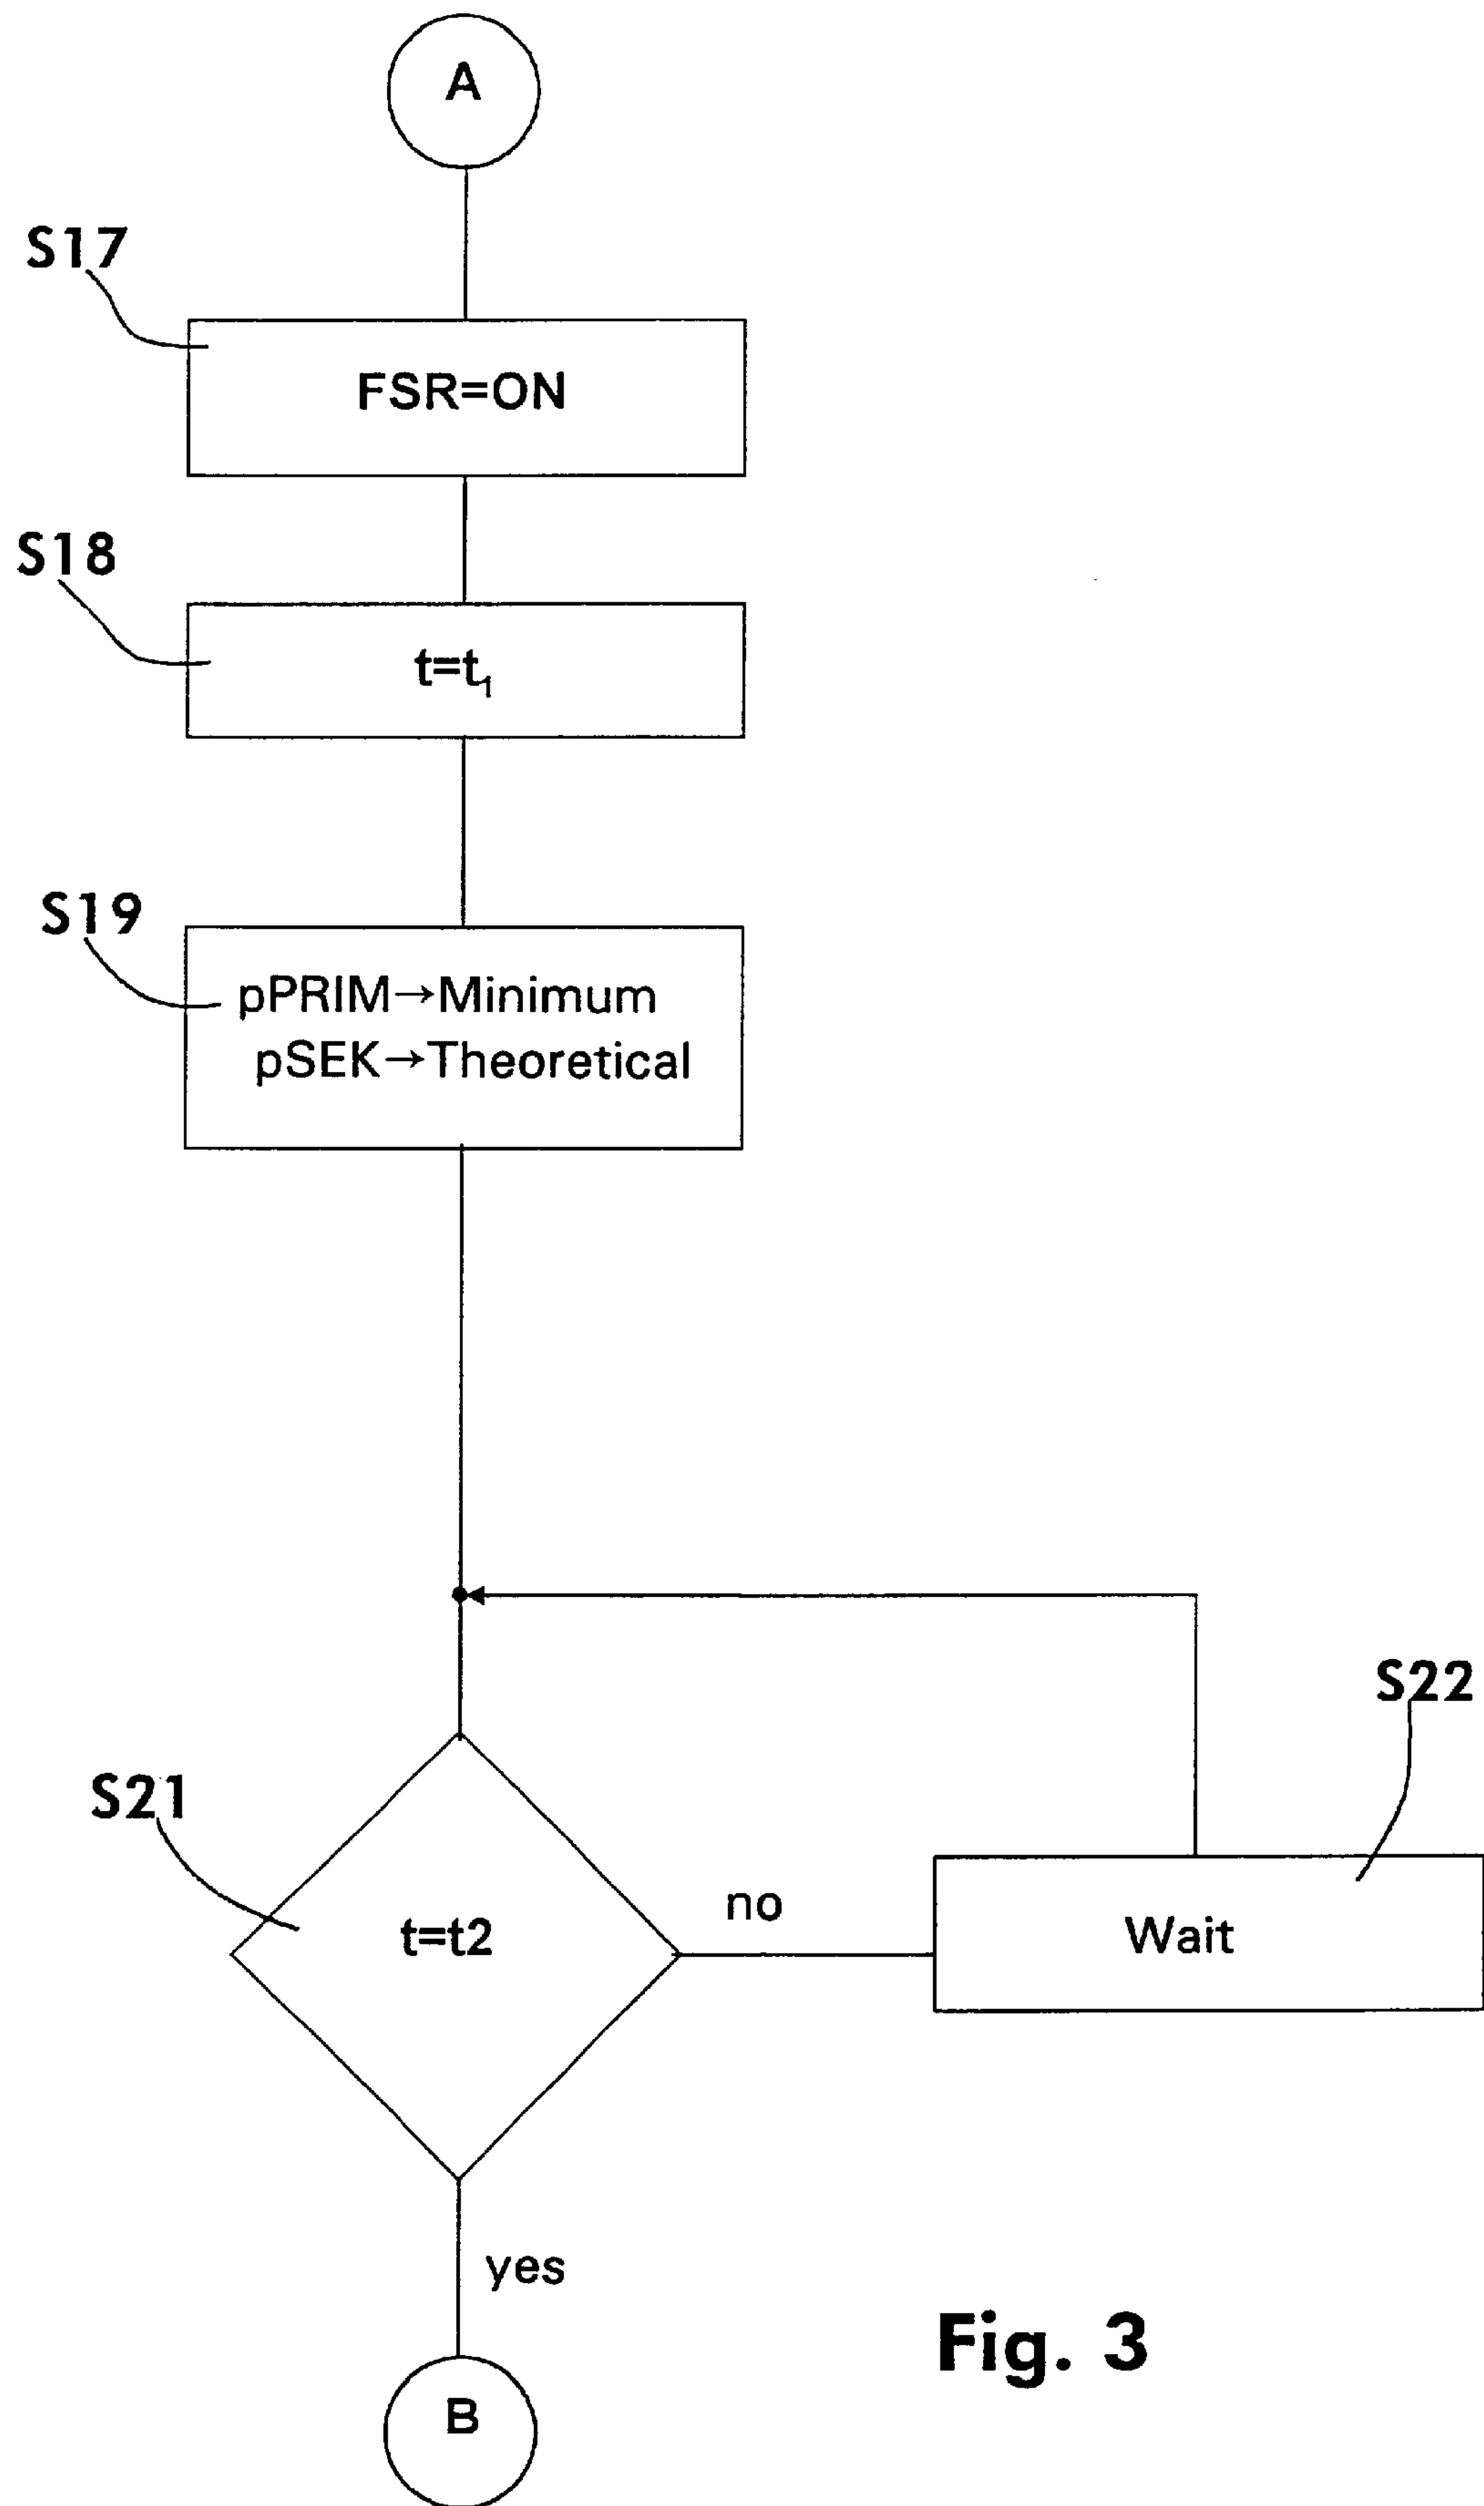 A
S17
FSR=ON
S18
t=t₁
S19
pPRIM→Minimum
pSEK→Theoretical
S22
S21
t=t2
no
Wait
yes
Fig. 3
B